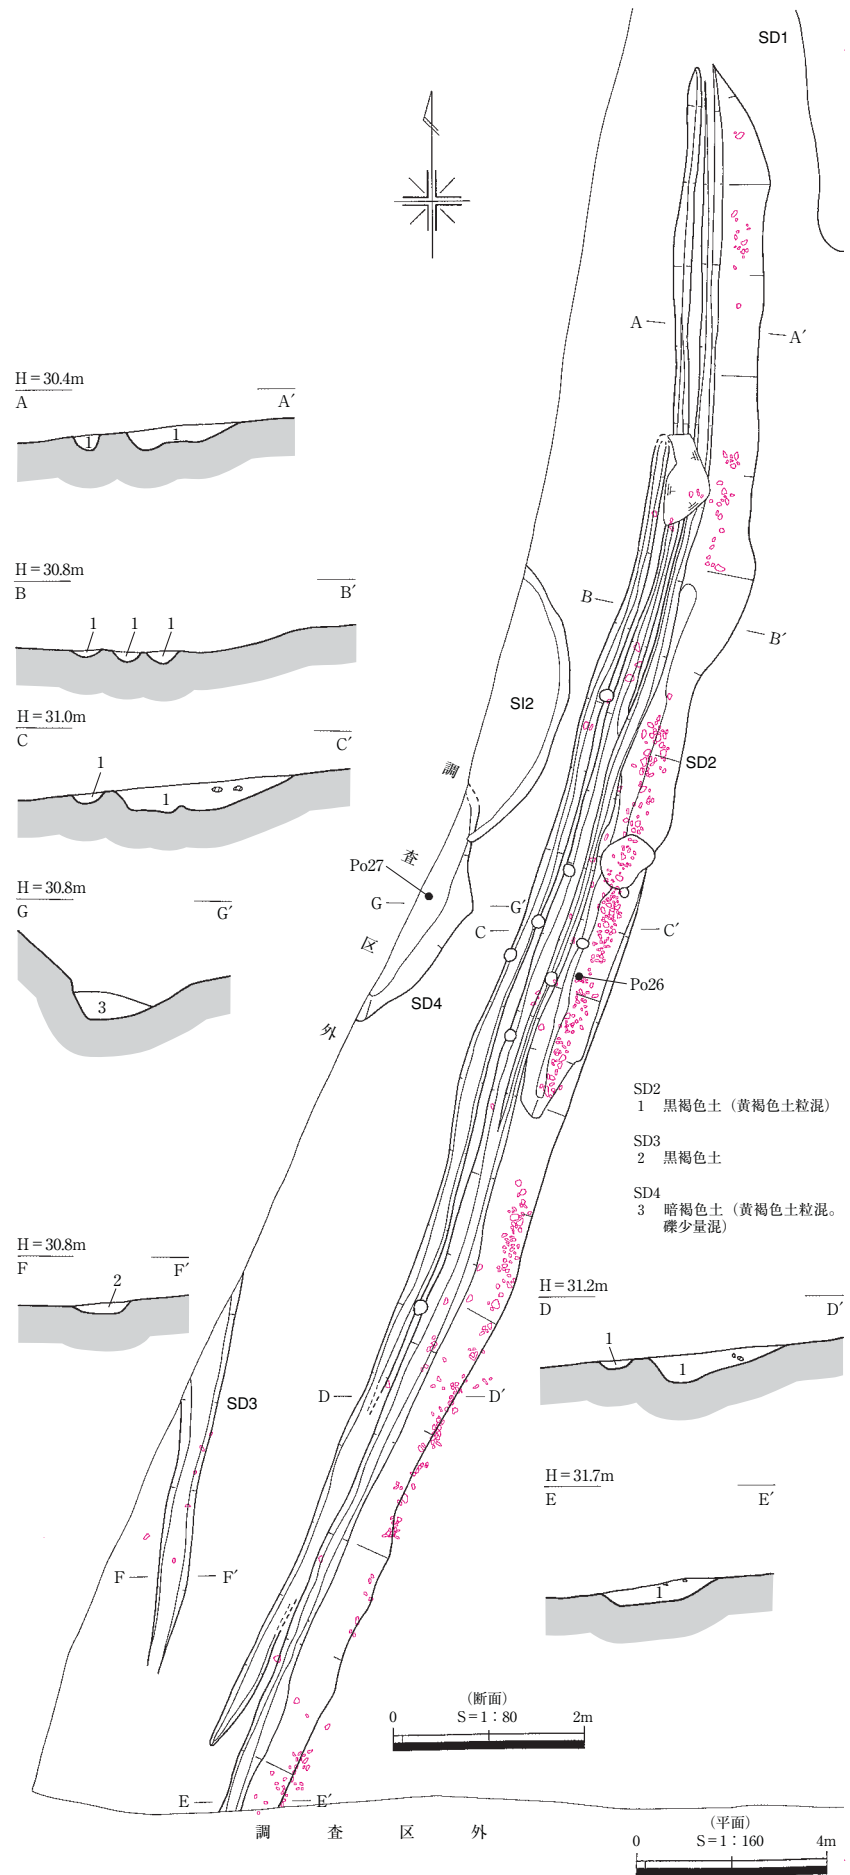 SD1
A
A′
H＝30.4m
A
A′
1
1
H＝30.8m
B
B′
1
1
1
B
B′
H＝31.0m
C
C′
1
1
SI2
SD2
調
査
区
外
Po27
G
G′
C
C′
H＝30.8m
G
G′
3
Po26
SD4
SD2
1 黒褐色土（黄褐色土粒混）
SD3
2 黒褐色土
SD4
3 暗褐色土（黄褐色土粒混。
礫少量混）
H＝30.8m
F
F′
2
H＝31.2m
D
D′
1
1
D
D′
SD3
H＝31.7m
E
E′
1
F
F′
（断面）
S＝1：80
0
2m
E
E′
調査区外
（平面）
S＝1：160
0
4m